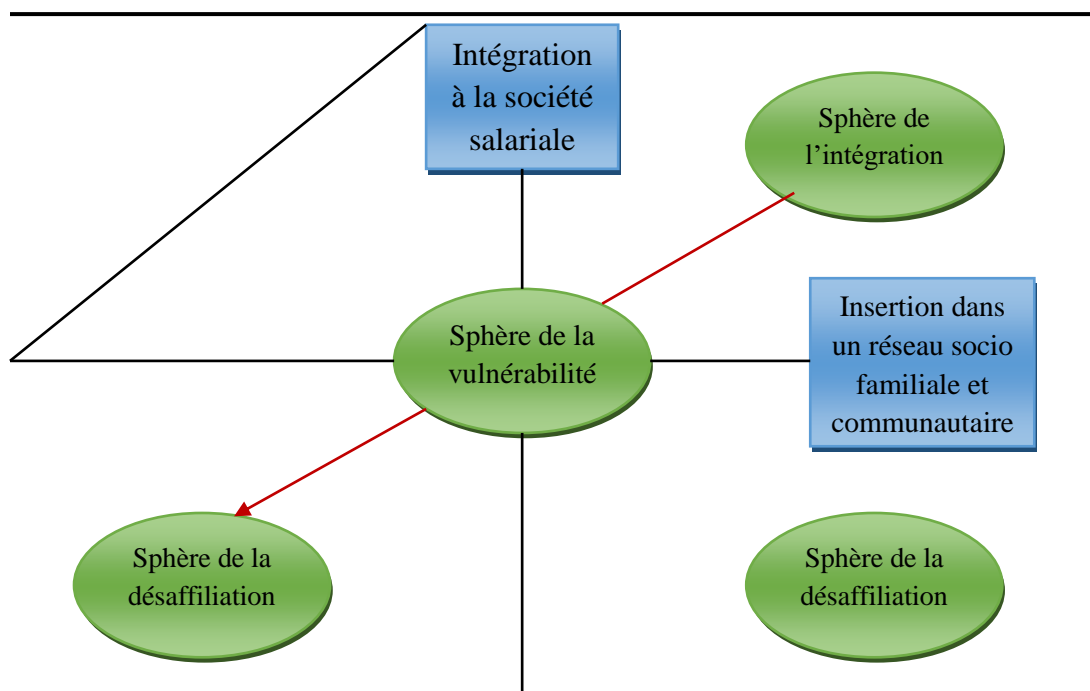 Intégration
à la société
salariale
Sphère de
l’intégration
Sphère de la
vulnérabilité
Insertion dans
un réseau socio
familiale et
communautaire
Sphère de la
désaffiliation
Sphère de la
désaffiliation